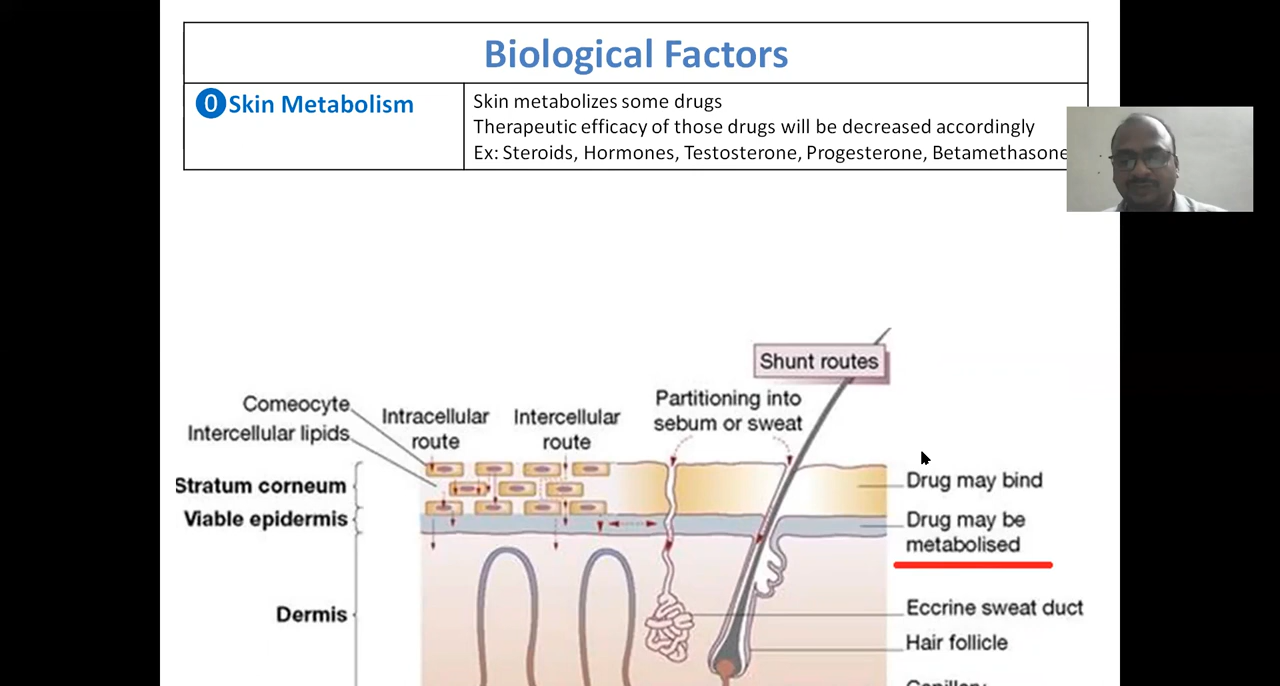 Biological Factors
0 Skin Metabolism
Skin metabolizes some drugs
Therapeutic efficacy of those drugs will be decreased accordingly
Ex: Steroids, Hormones, Testosterone, Progesterone, Betamethasone
Shunt routes
Comeocyte
Intercellular lipids
Intracellular
route
Intercellular
route
Partitioning into
sebum or sweat
Stratum corneum
Viable epidermis
Drug may bind
Drug may be
metabolised
Dermis
Eccrine sweat duct
Hair follicle